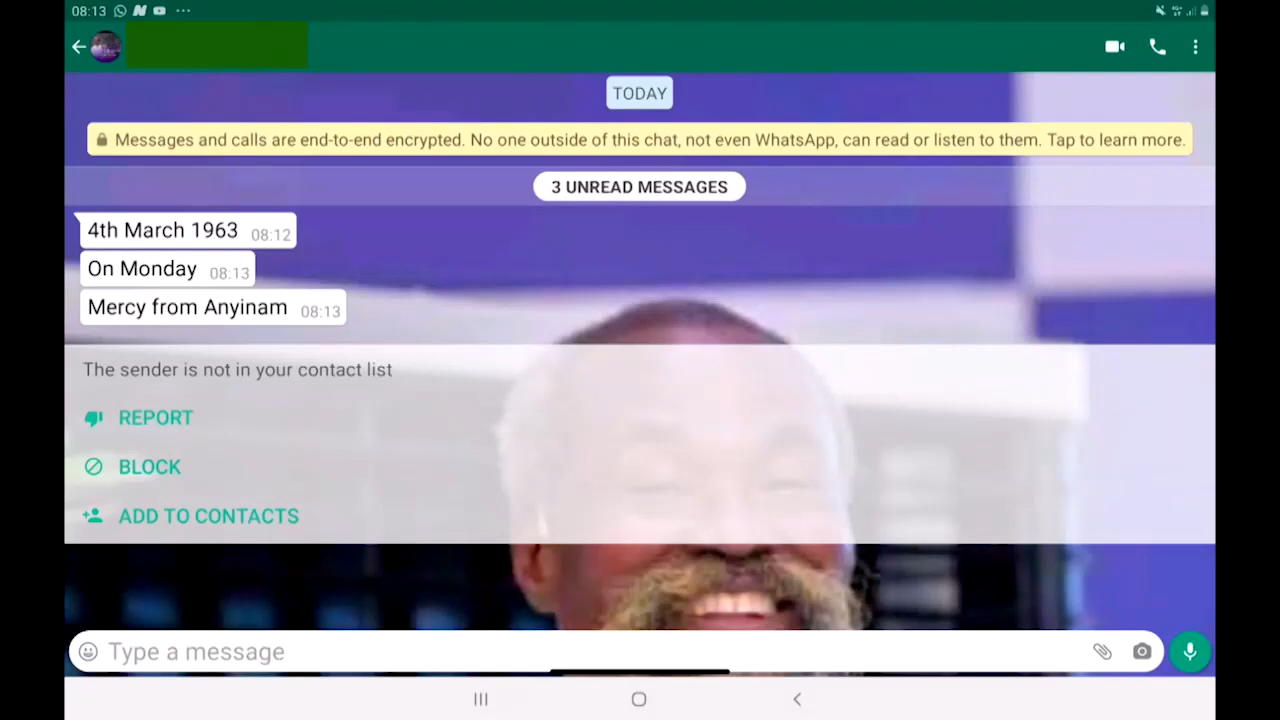 08:13
TODAY
Messages and calls are end-to-end encrypted. No one outside of this chat, not even WhatsApp, can read or listen to them. Tap to learn more.
3 UNREAD MESSAGES
4th March 1963 08:12
On Monday 08:13
Mercy from Anyinam 08:13
The sender is not in your contact list
REPORT
BLOCK
ADD TO CONTACTS
Type a message